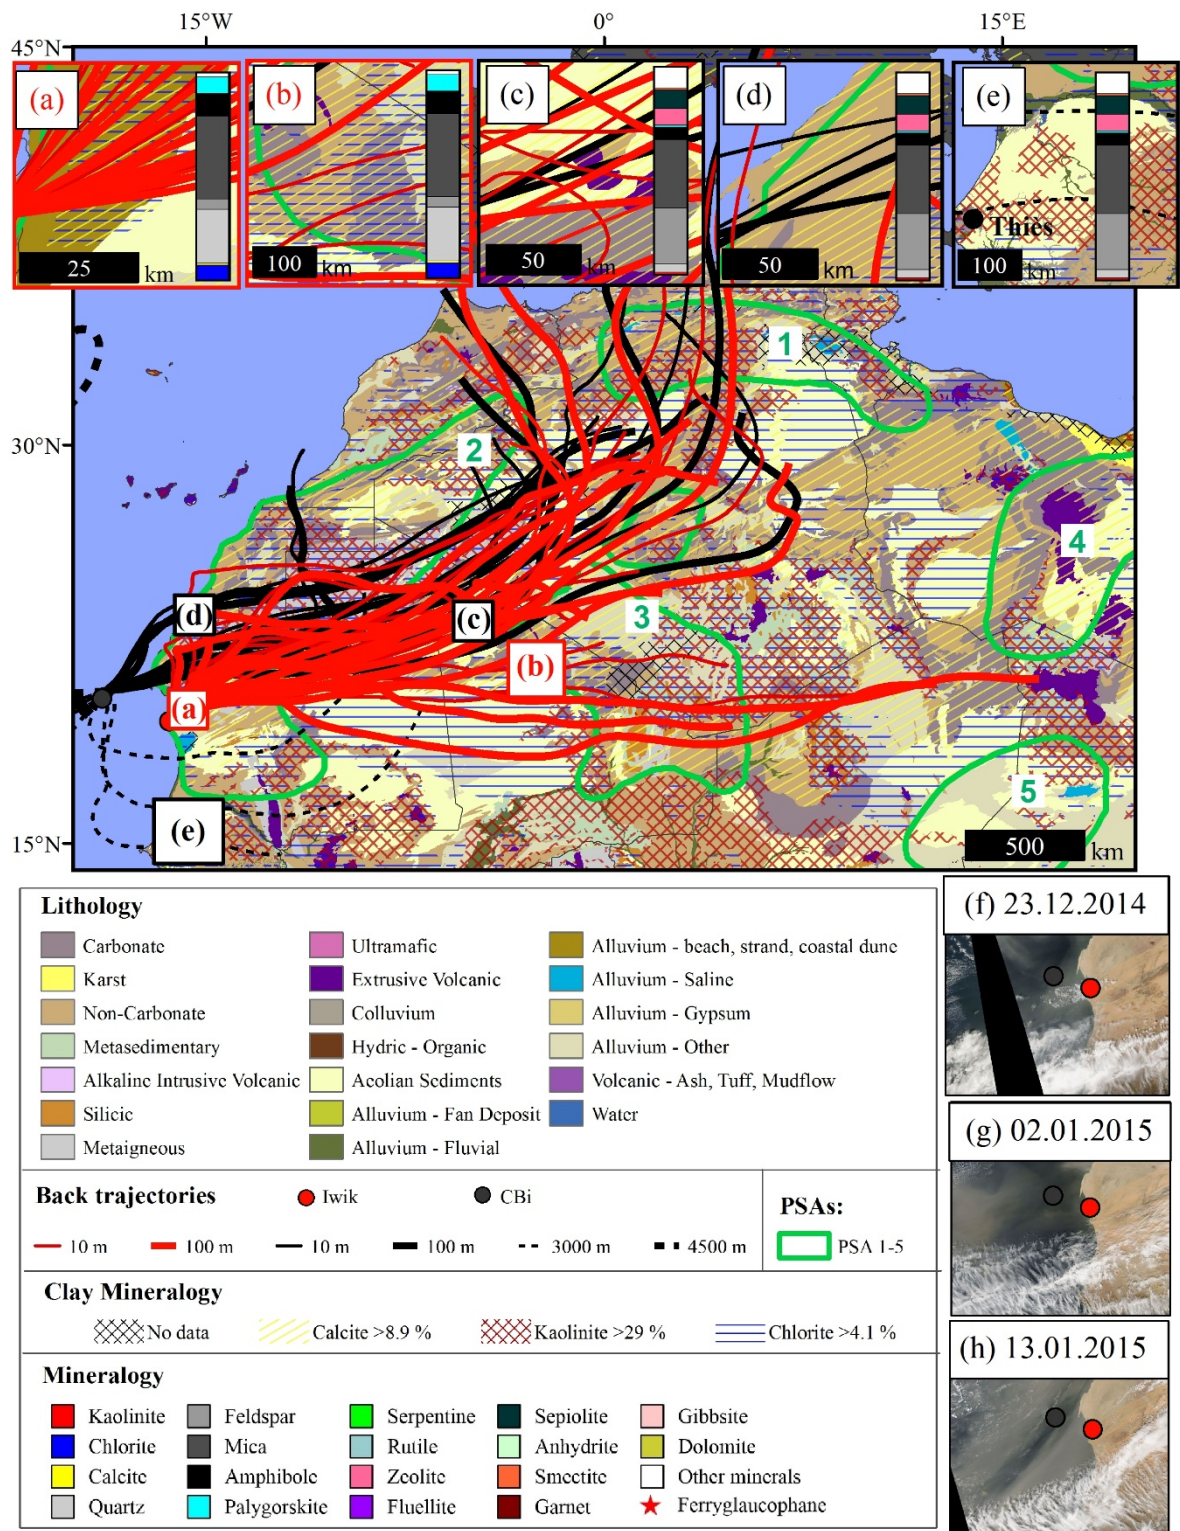 15°W 0° 15°E
45°N
(a) (b) (c) (d) (e)
Thiès
25 km 100 km 50 km 50 km 100 km
1
30°N
2
4
(d) (c) 3
(b)
(a)
5
(e)
15°N
500 km
Lithology
Carbonate Ultramafic Alluvium - beach, strand, coastal dune
Karst Extrusive Volcanic Alluvium - Saline
Non-Carbonate Colluvium Alluvium - Gypsum
Metasedimentary Hydric - Organic Alluvium - Other
Alkaline Intrusive Volcanic Aeolian Sediments Volcanic - Ash, Tuff, Mudflow
Silicic Alluvium - Fan Deposit Water
Metaigneous Alluvium - Fluvial
Back trajectories Iwik CBi PSAs:
10 m 100 m 10 m 100 m 3000 m 4500 m PSA 1-5
Clay Mineralogy
No data Calcite >8.9 % Kaolinite >29 % Chlorite >4.1 %
Mineralogy
Kaolinite Feldspar Serpentine Sepiolite Gibbsite
Chlorite Mica Rutile Anhydrite Dolomite
Calcite Amphibole Zeolite Smectite Other minerals
Quartz Palygorskite Fluellite Garnet Ferryglaucophane
(f) 23.12.2014
(g) 02.01.2015
(h) 13.01.2015